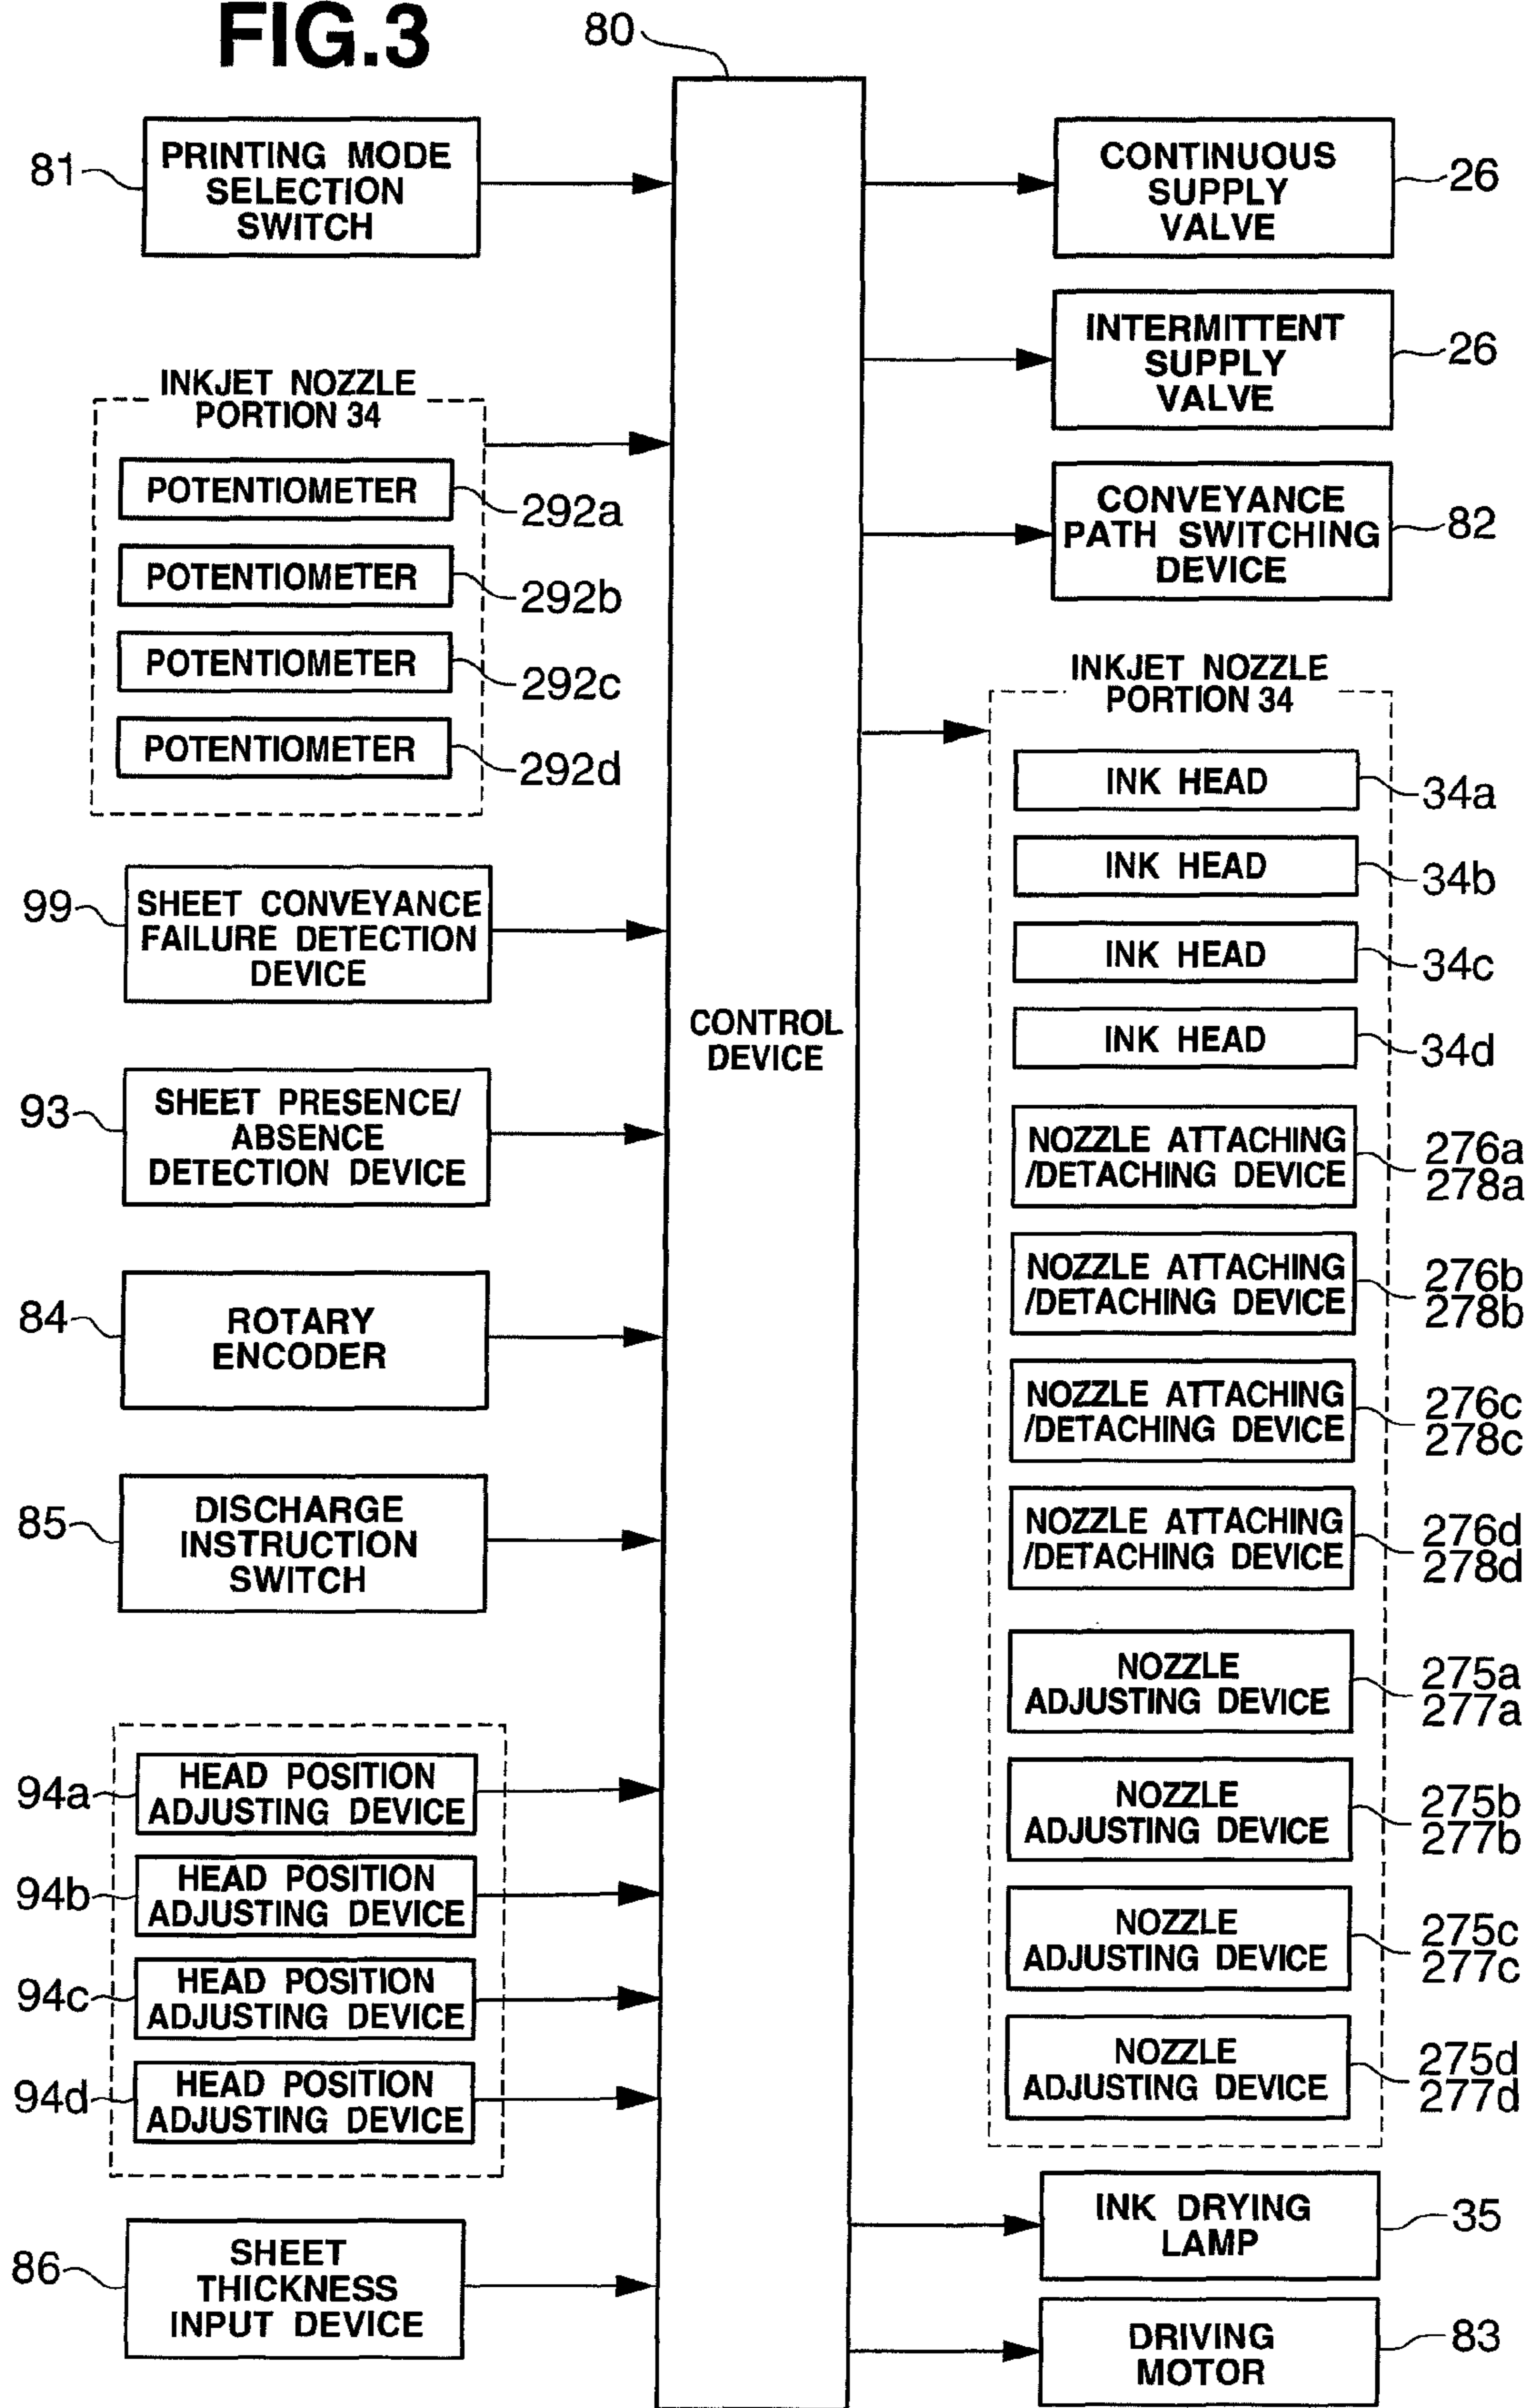 FIG.3
80
81
PRINTING MODE
SELECTION
SWITCH
INKJET NOZZLE
PORTION 34
POTENTIOMETER
292a
POTENTIOMETER
292b
POTENTIOMETER
292c
POTENTIOMETER
292d
99
SHEET CONVEYANCE
FAILURE DETECTION
DEVICE
93
SHEET PRESENCE/
ABSENCE
DETECTION DEVICE
84
ROTARY
ENCODER
85
DISCHARGE
INSTRUCTION
SWITCH
94a
HEAD POSITION
ADJUSTING DEVICE
94b
HEAD POSITION
ADJUSTING DEVICE
94c
HEAD POSITION
ADJUSTING DEVICE
94d
HEAD POSITION
ADJUSTING DEVICE
86
SHEET
THICKNESS
INPUT DEVICE
CONTROL
DEVICE
CONTINUOUS
SUPPLY
VALVE
26
INTERMITTENT
SUPPLY
VALVE
26
CONVEYANCE
PATH SWITCHING
DEVICE
82
INKJET NOZZLE
PORTION 34
INK HEAD
34a
INK HEAD
34b
INK HEAD
34c
INK HEAD
34d
NOZZLE ATTACHING
/DETACHING DEVICE
276a
278a
NOZZLE ATTACHING
/DETACHING DEVICE
276b
278b
NOZZLE ATTACHING
/DETACHING DEVICE
276c
278c
NOZZLE ATTACHING
/DETACHING DEVICE
276d
278d
NOZZLE
ADJUSTING DEVICE
275a
277a
NOZZLE
ADJUSTING DEVICE
275b
277b
NOZZLE
ADJUSTING DEVICE
275c
277c
NOZZLE
ADJUSTING DEVICE
275d
277d
INK DRYING
LAMP
35
DRIVING
MOTOR
83